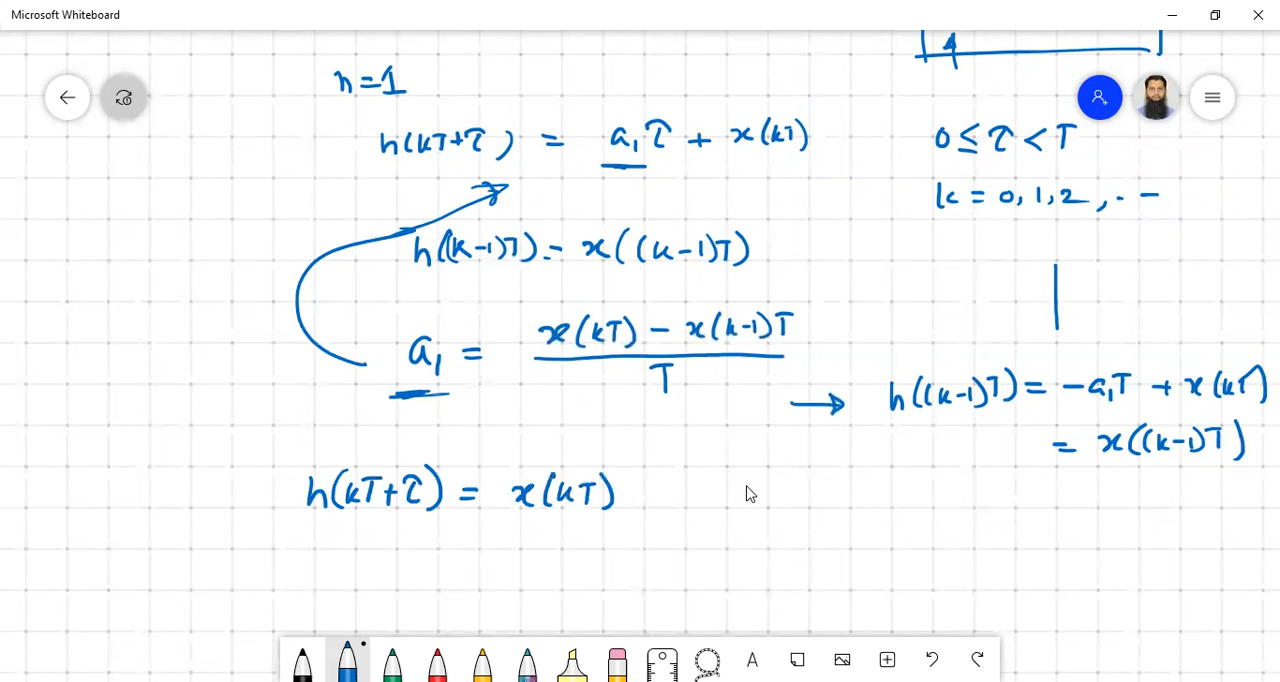 Microsoft Whiteboard
n=1
h(kT+τ) = a₁τ + x(kT)
0 ≤ τ < T
k = 0,1,2,..–
h((k-1)T) = x((k-1)T)
a₁ = x(kT) - x(k-1)T / T
→ h((k-1)T) = -a₁T + x(kT)
= x((k-1)T)
h(kT+τ) = x(kT)
A